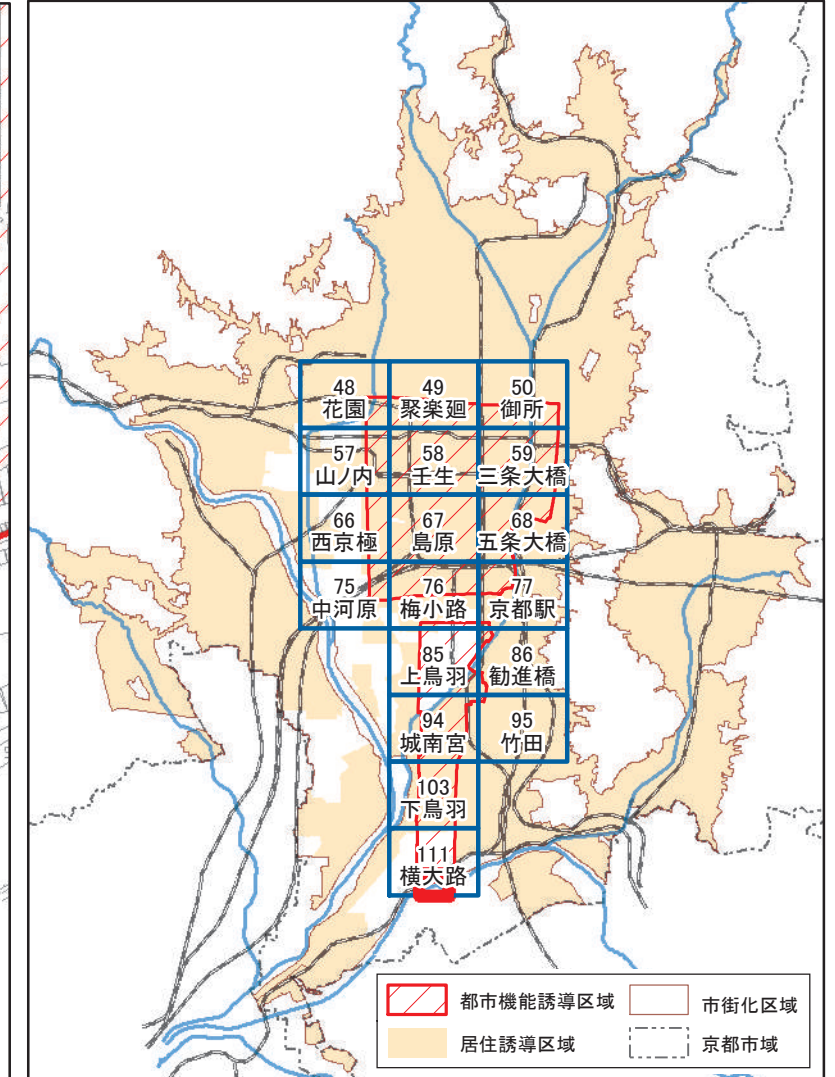 48
花園
49
聚楽廻
50
御所
57
山ノ内
58
壬生
59
三条大橋
66
西京極
67
島原
68
五条大橋
75
中河原
76
梅小路
77
京都駅
85
上鳥羽
86
勧進橋
94
城南宮
95
竹田
103
下鳥羽
111
横大路
都市機能誘導区域
市街化区域
居住誘導区域
京都市域